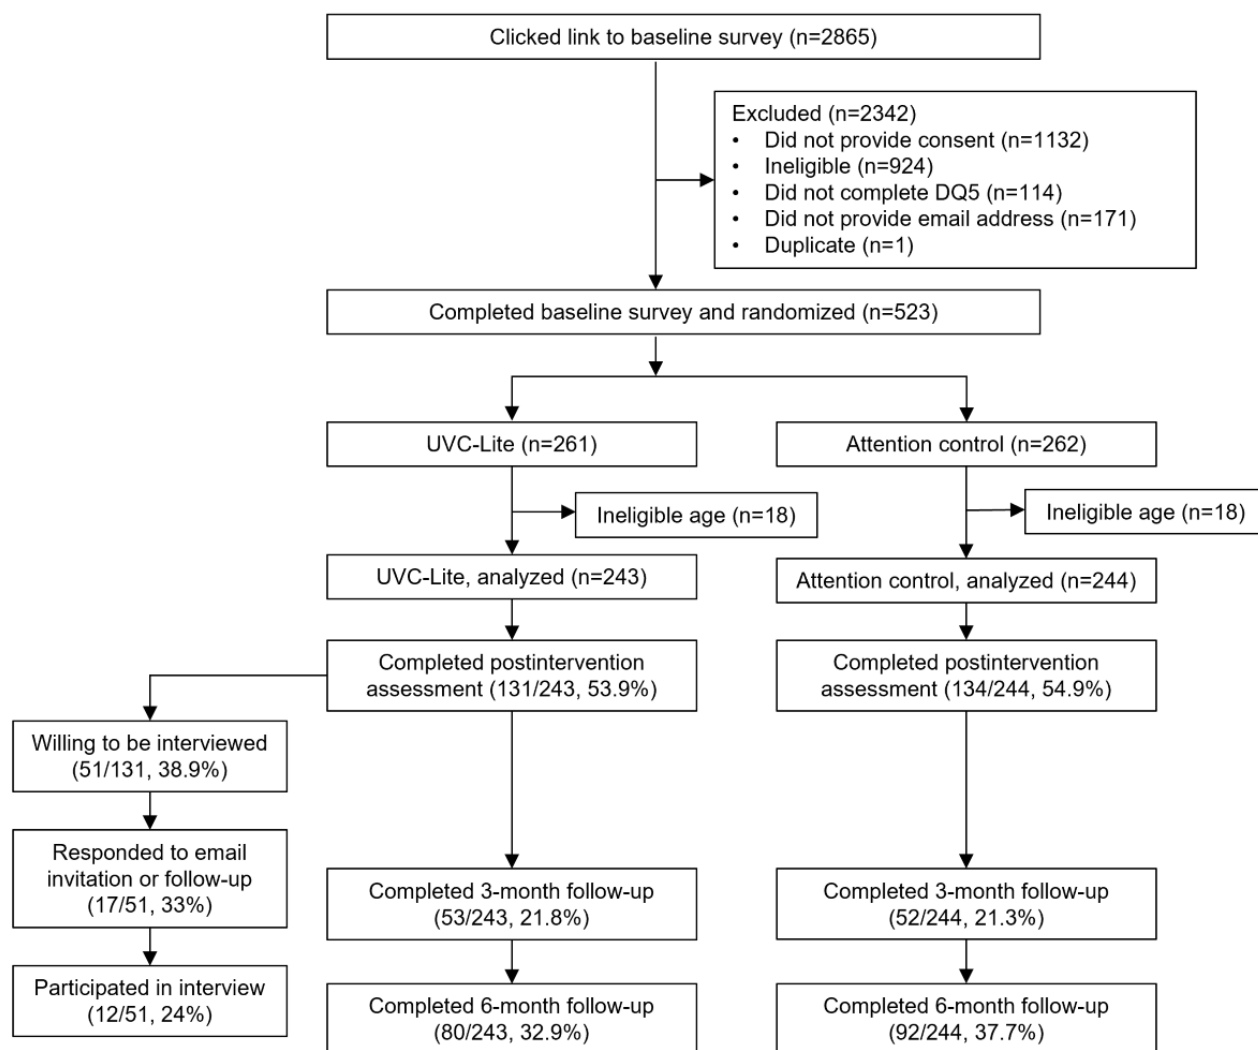 Clicked link to baseline survey (n=2865)
Excluded (n=2342)
• Did not provide consent (n=1132)
• Ineligible (n=924)
• Did not complete DQ5 (n=114)
• Did not provide email address (n=171)
• Duplicate (n=1)
Completed baseline survey and randomized (n=523)
UVC-Lite (n=261)
Attention control (n=262)
Ineligible age (n=18)
Ineligible age (n=18)
UVC-Lite, analyzed (n=243)
Attention control, analyzed (n=244)
Completed postintervention
assessment (131/243, 53.9%)
Completed postintervention
assessment (134/244, 54.9%)
Willing to be interviewed
(51/131, 38.9%)
Responded to email
invitation or follow-up
(17/51, 33%)
Completed 3-month follow-up
(53/243, 21.8%)
Completed 3-month follow-up
(52/244, 21.3%)
Participated in interview
(12/51, 24%)
Completed 6-month follow-up
(80/243, 32.9%)
Completed 6-month follow-up
(92/244, 37.7%)